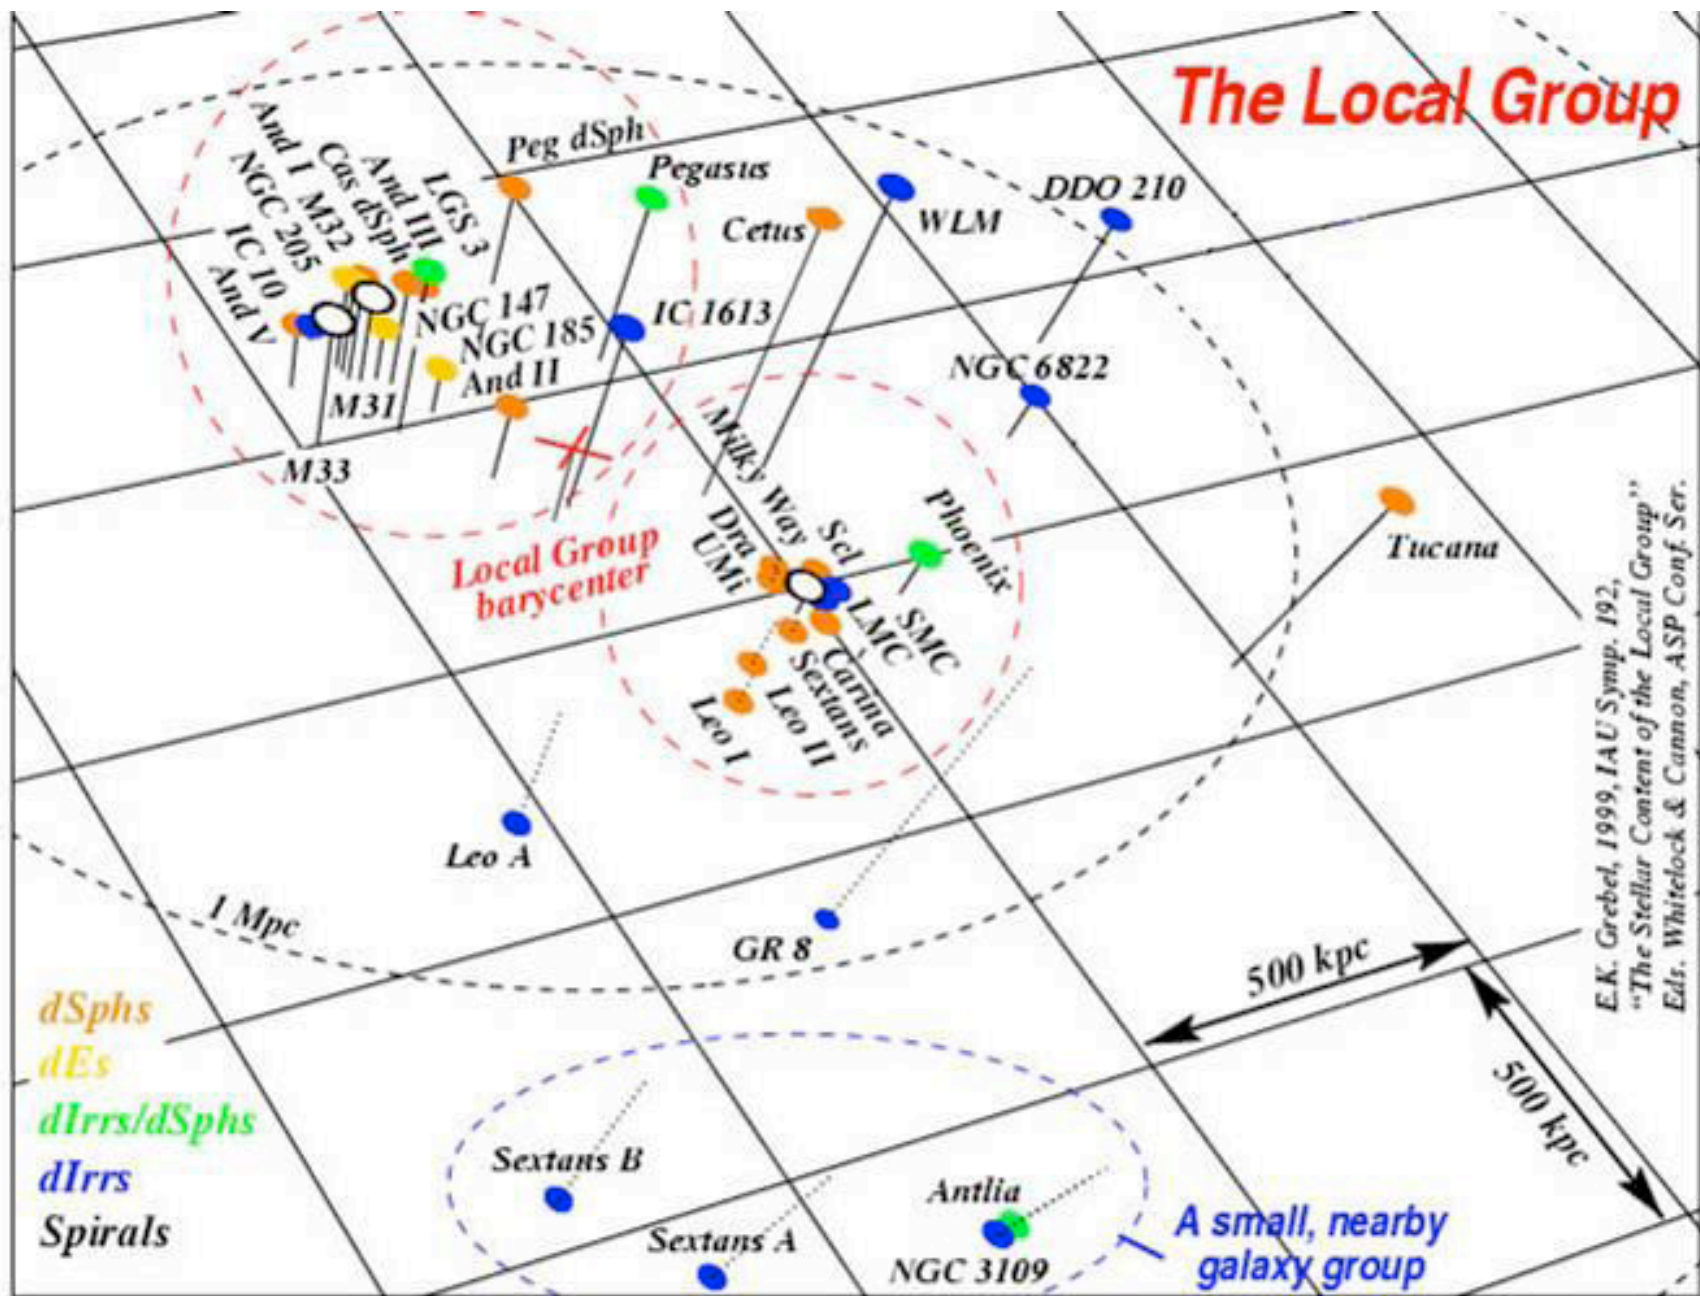 The Local Group
Peg dSph
Pegasus
Cetus
WLM
DDO 210
And I
M32
Cas dSph
And III
LGS 3
NGC 205
IC 10
And V
NGC 147
NGC 185
And II
IC 1613
M31
M33
NGC 6822
Milky Way
Dra
UMi
Scl
Phoenix
Tucana
Local Group
barycenter
LMC
SMC
Carina
Sextans
Leo II
Leo I
Leo A
GR 8
1 Mpc
500 kpc
500 kpc
dSphs
dEs
dIrrs/dSphs
dIrrs
Spirals
Sextans B
Sextans A
Antlia
NGC 3109
A small, nearby
galaxy group
E.K. Grebel, 1999, IAU Symp. 192,
“The Stellar Content of the Local Group”
Eds. Whitelock & Cannon, ASP Conf. Ser.